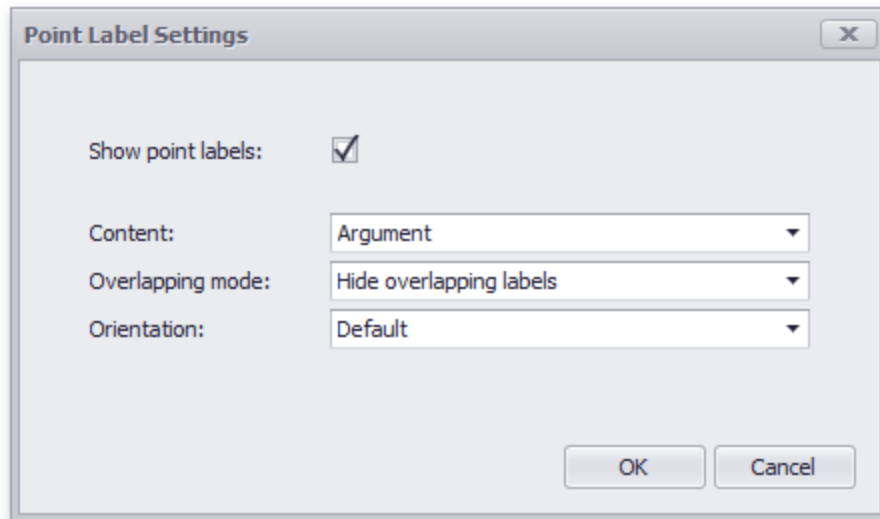 Point Label Settings
Show point labels:
Content: Argument
Overlapping mode: Hide overlapping labels
Orientation: Default
OK Cancel